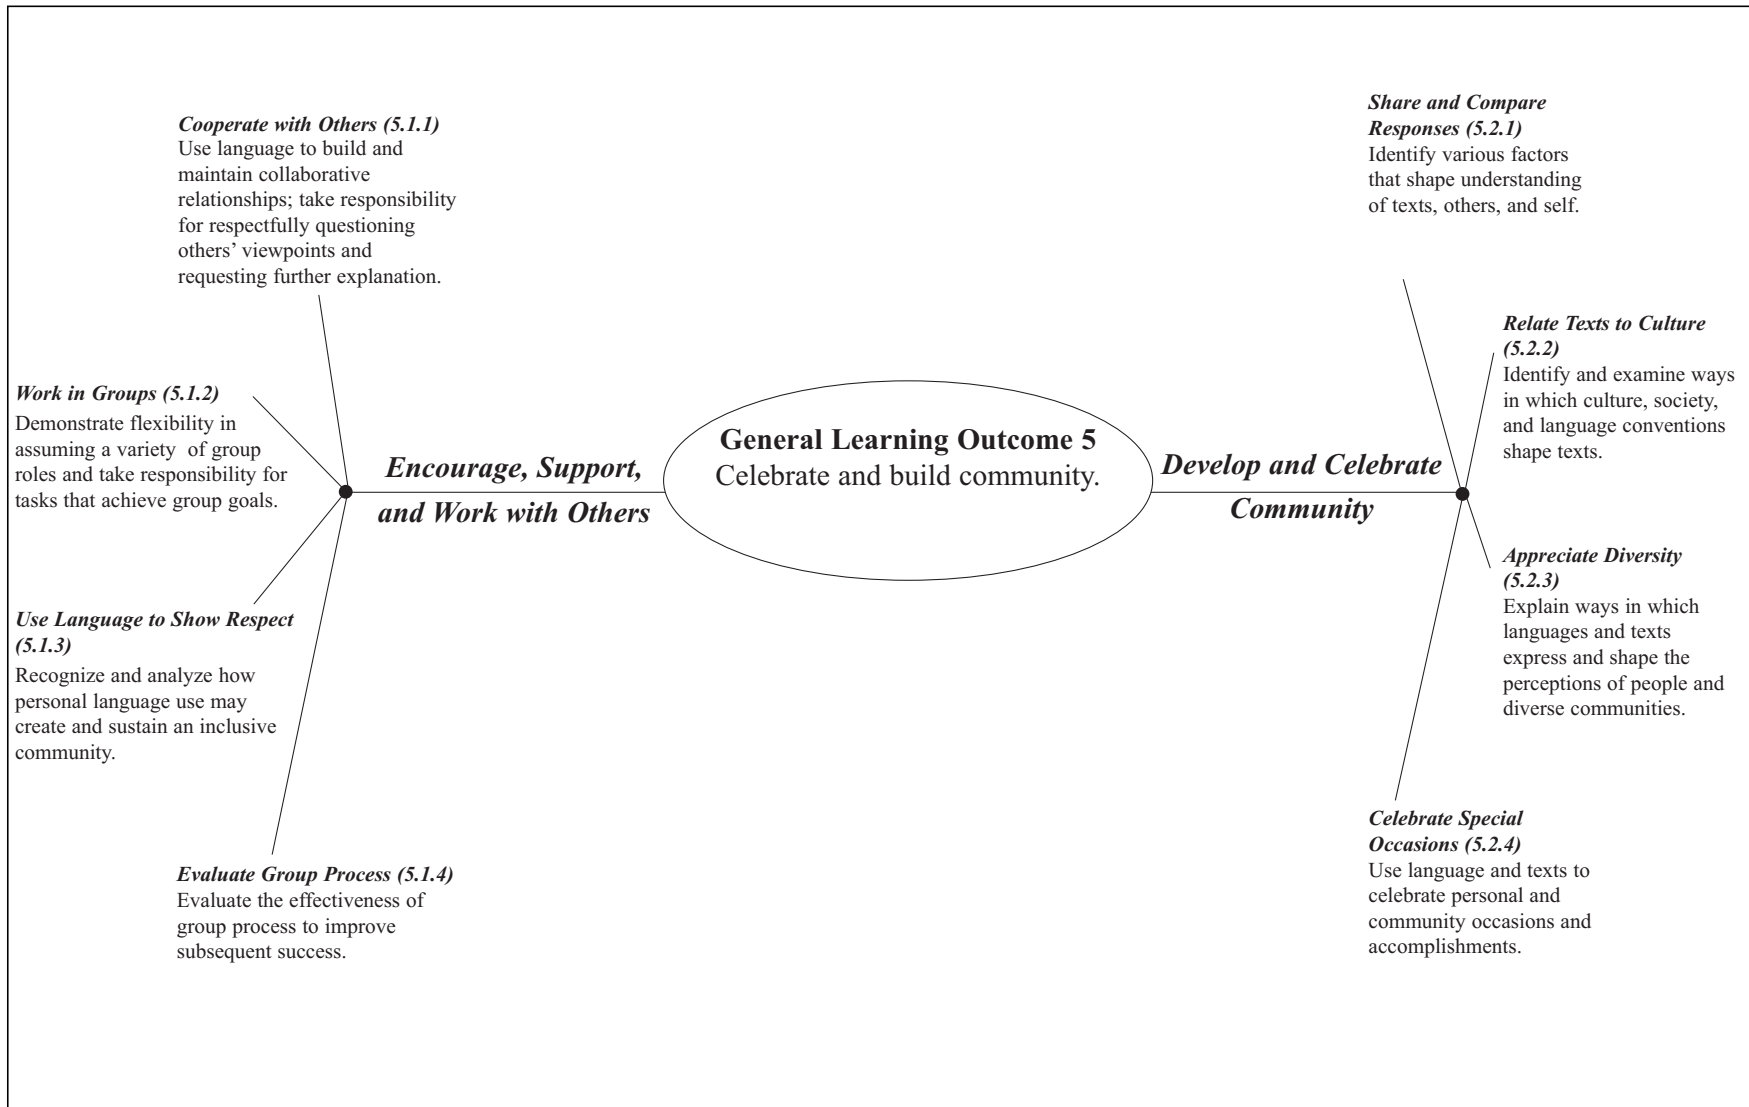 Cooperate with Others (5.1.1)
Use language to build and
maintain collaborative
relationships; take responsibility
for respectfully questioning
others’ viewpoints and
requesting further explanation.
Work in Groups (5.1.2)
Demonstrate flexibility in
assuming a variety  of group
roles and take responsibility for
tasks that achieve group goals.
Use Language to Show Respect
(5.1.3)
Recognize and analyze how
personal language use may
create and sustain an inclusive
community.
Evaluate Group Process (5.1.4)
Evaluate the effectiveness of
group process to improve
subsequent success.
Encourage, Support,
and Work with Others
General Learning Outcome 5
Celebrate and build community.
Develop and Celebrate
Community
Share and Compare
Responses (5.2.1)
Identify various factors
that shape understanding
of texts, others, and self.
Relate Texts to Culture
(5.2.2)
Identify and examine ways
in which culture, society,
and language conventions
shape texts.
Appreciate Diversity
(5.2.3)
Explain ways in which
languages and texts
express and shape the
perceptions of people and
diverse communities.
Celebrate Special
Occasions (5.2.4)
Use language and texts to
celebrate personal and
community occasions and
accomplishments.